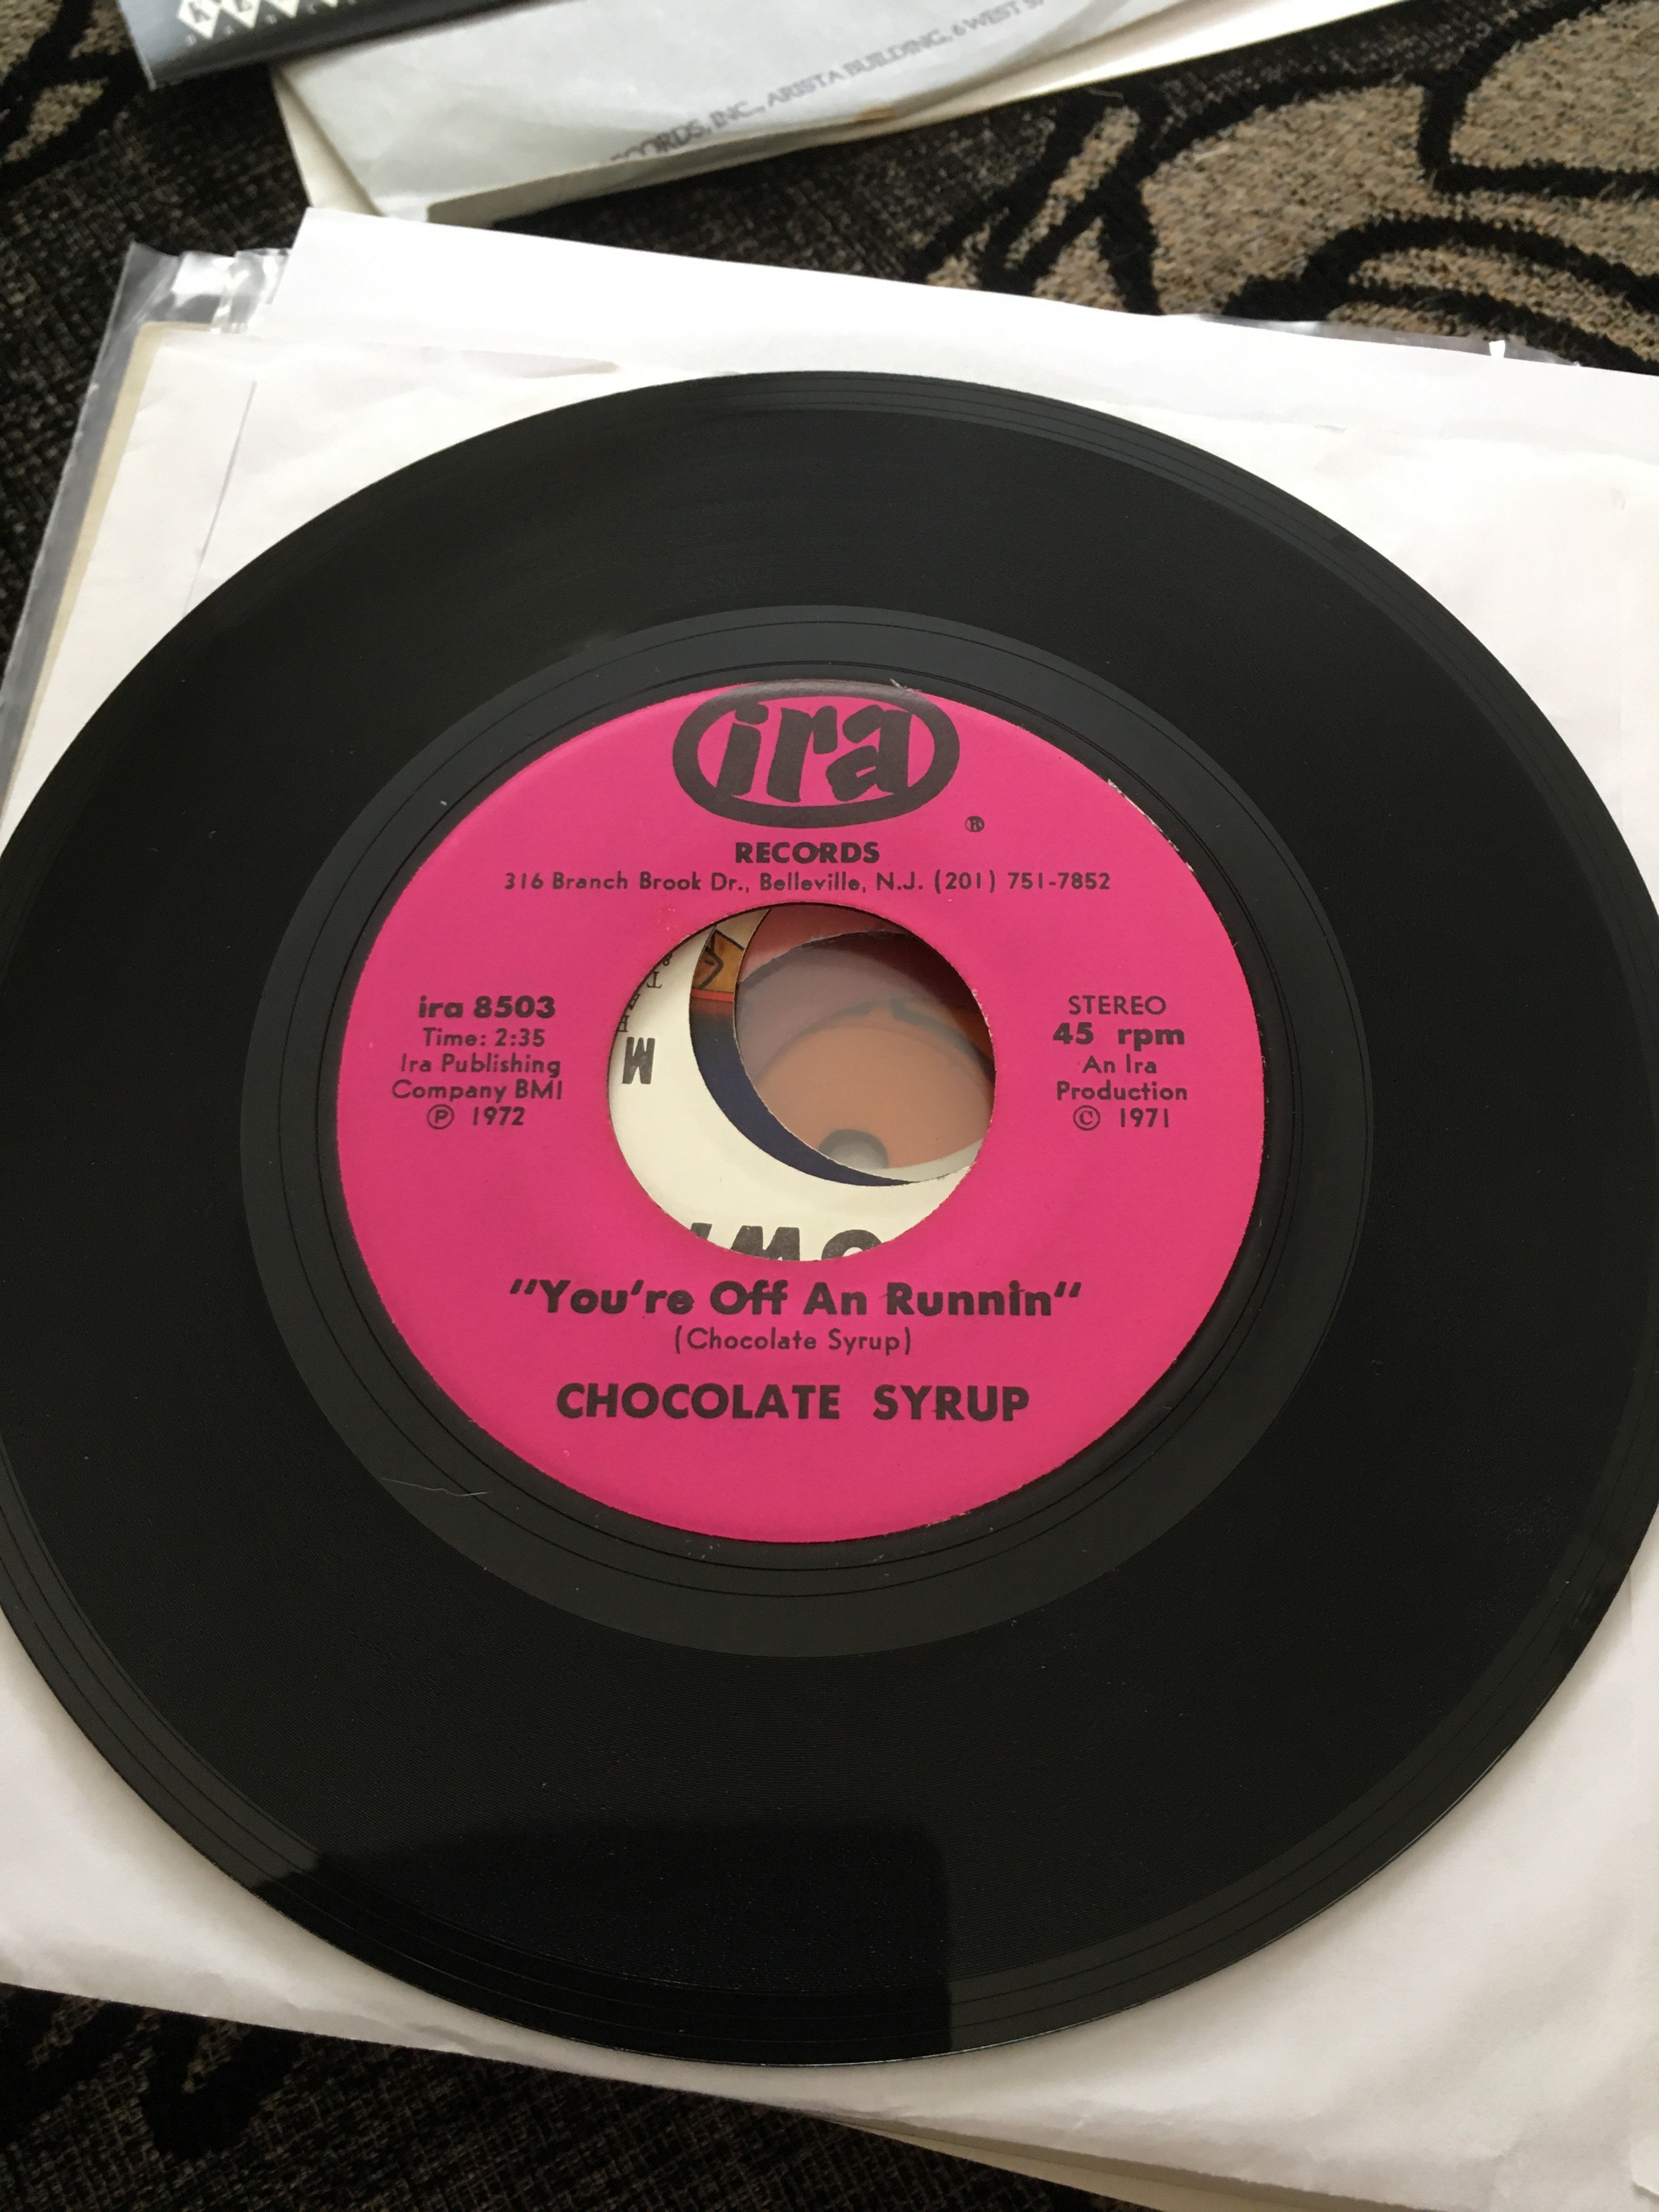 RECORDS, INC., ARISTA BUILDING, 6 WEST
ira
®
RECORDS
316 Branch Brook Dr., Belleville, N.J. (201) 751-7852
ira 8503
Time: 2:35
Ira Publishing
Company BMI
Ⓟ 1972
STEREO
45 rpm
An Ira
Production
© 1971
M
"You're Off An Runnin"
(Chocolate Syrup)
CHOCOLATE SYRUP